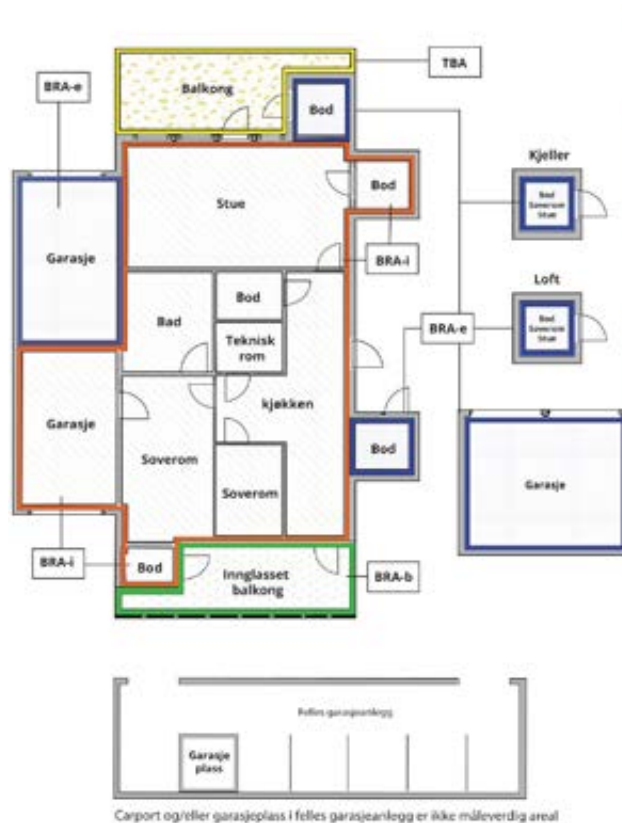 TBA
BRA-e
Balkong
Bod
Kjeller
Bod
Stue
Bod
Soverom
Stue
Garasje
BRA-i
Loft
Bod
Bad
Teknisk
rom
BRA-e
Bod
Soverom
Stue
kjøkken
Garasje
Bod
Soverom
Garasje
Soverom
BRA-i
Bod
Innglasset
balkong
BRA-b
Felles garasjeanlegg
Garasje
plass
Carport og/eller garasjeplass i felles garasjeanlegg er ikke måleverdig areal